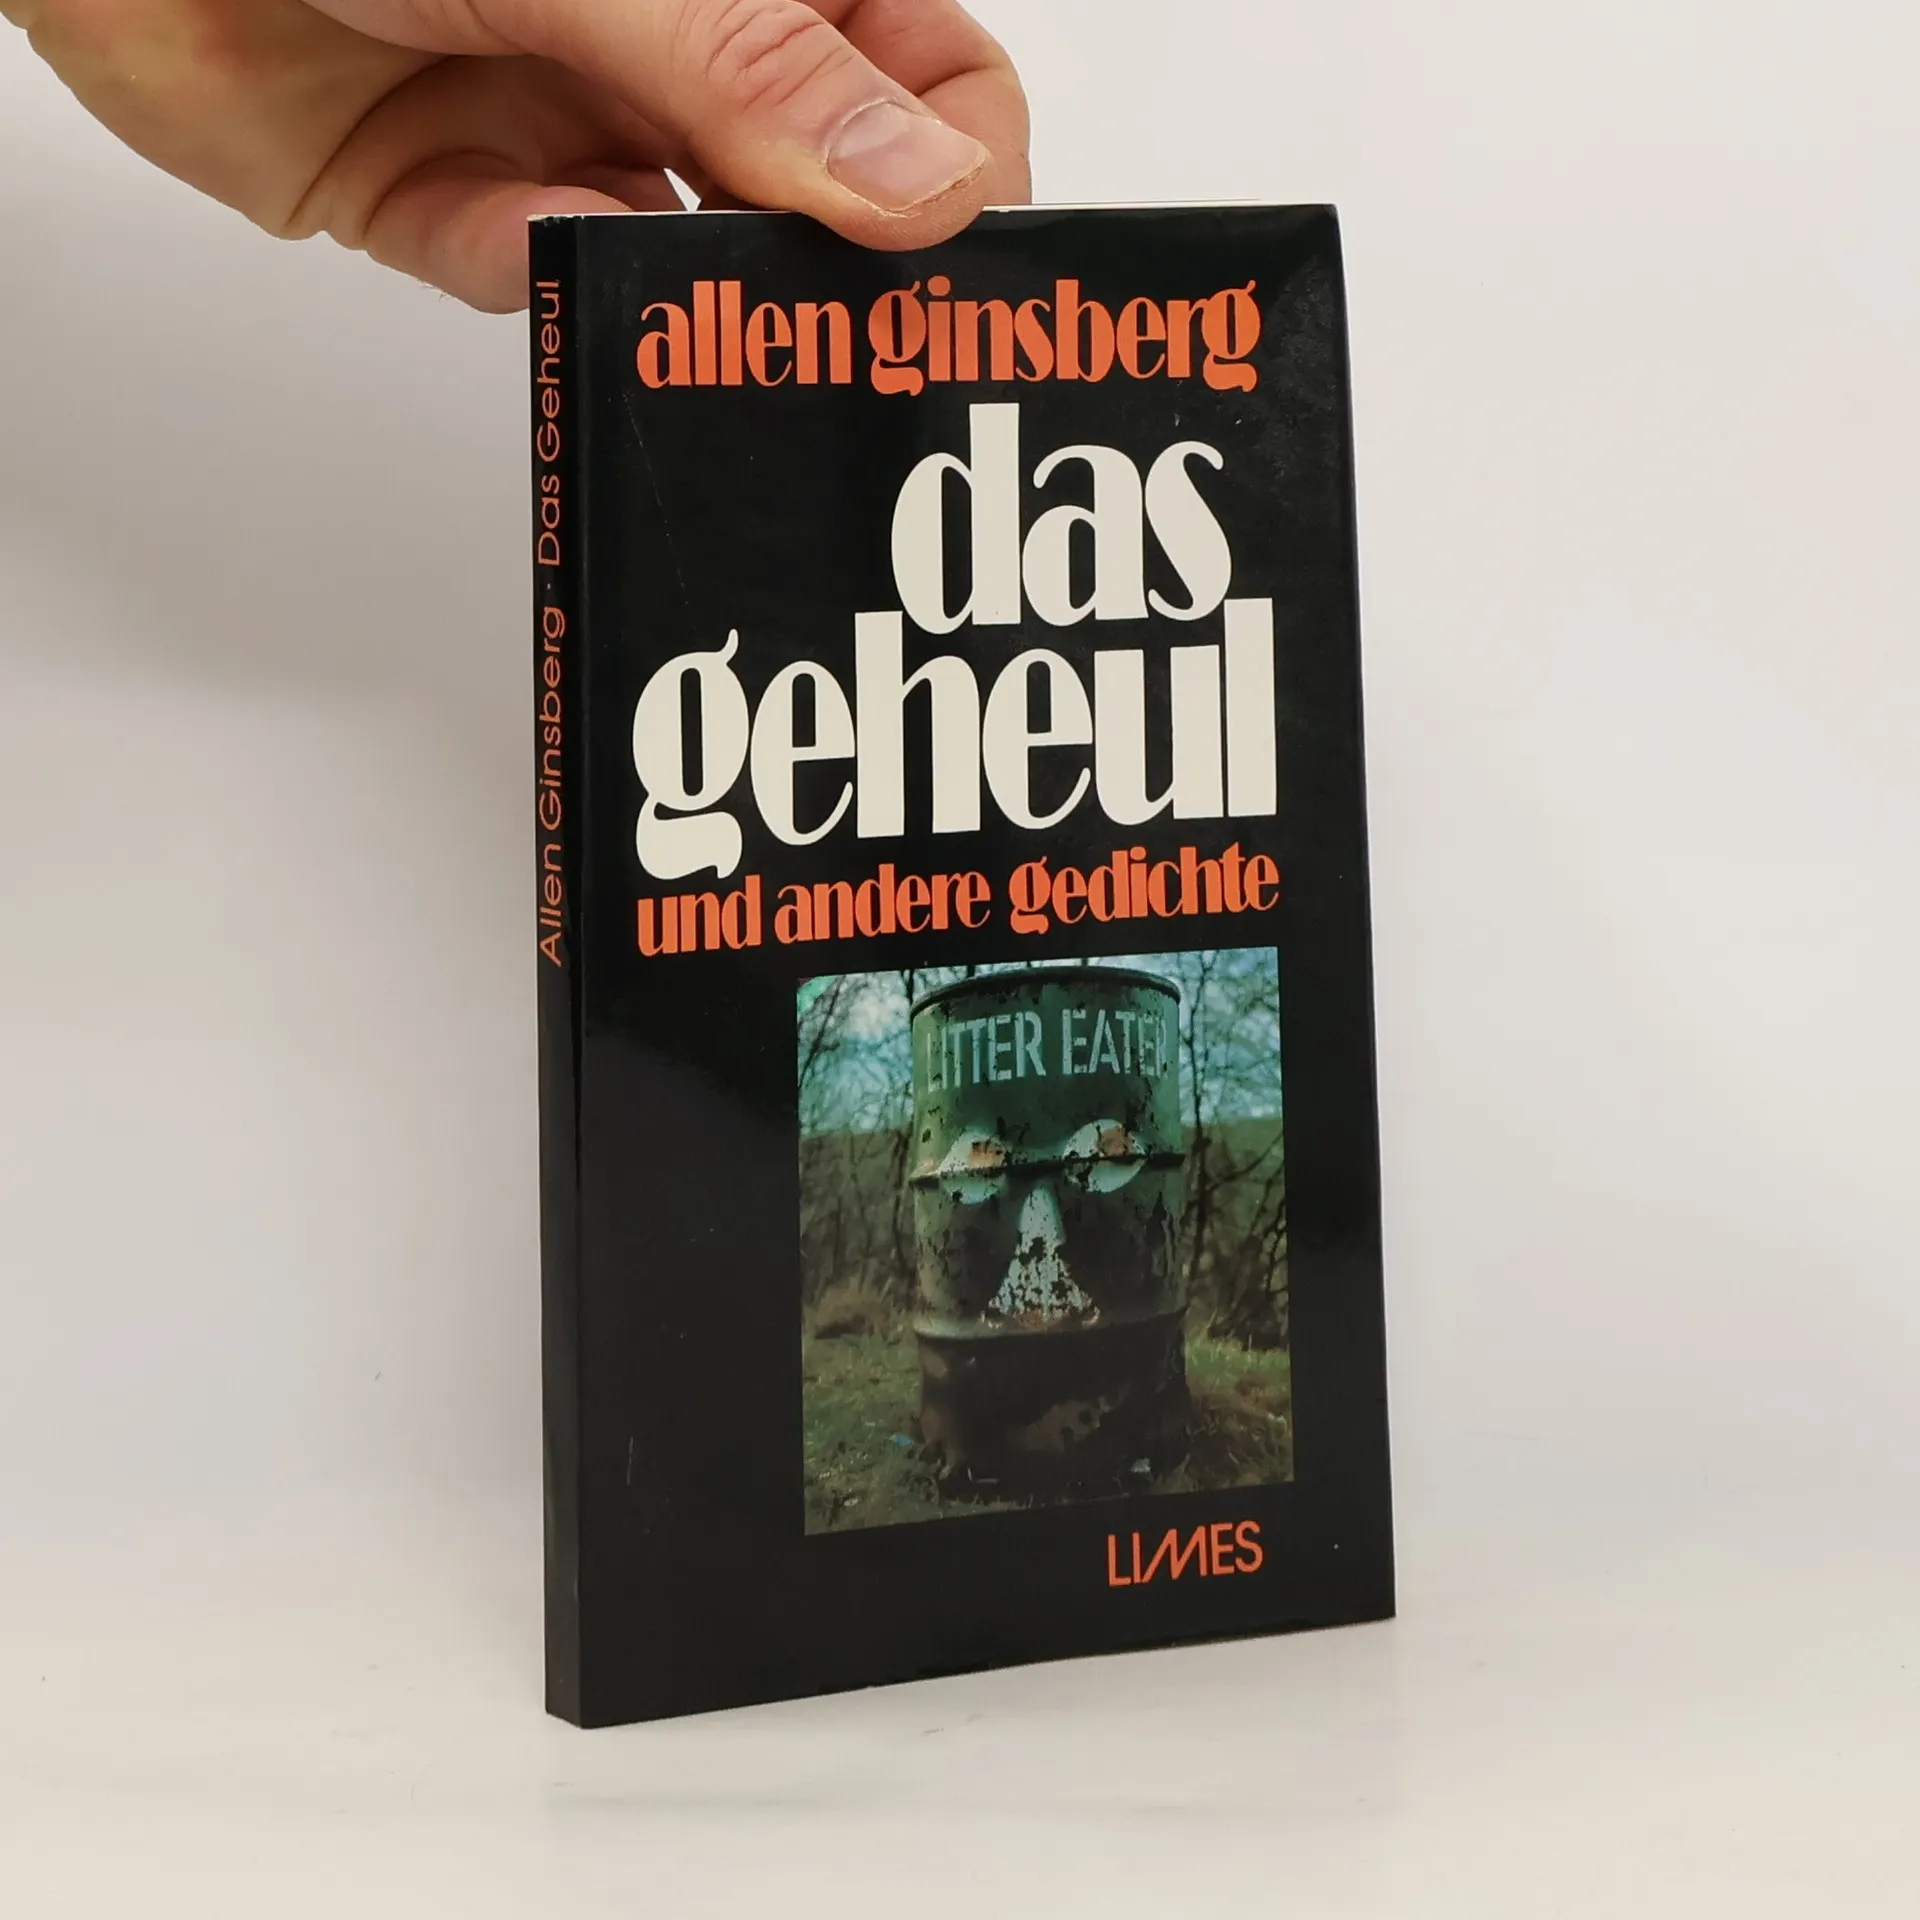 Allen Ginsberg · Das Geheul
allen ginsberg
das
geheul
und andere gedichte
LITTER EATER
LIMES